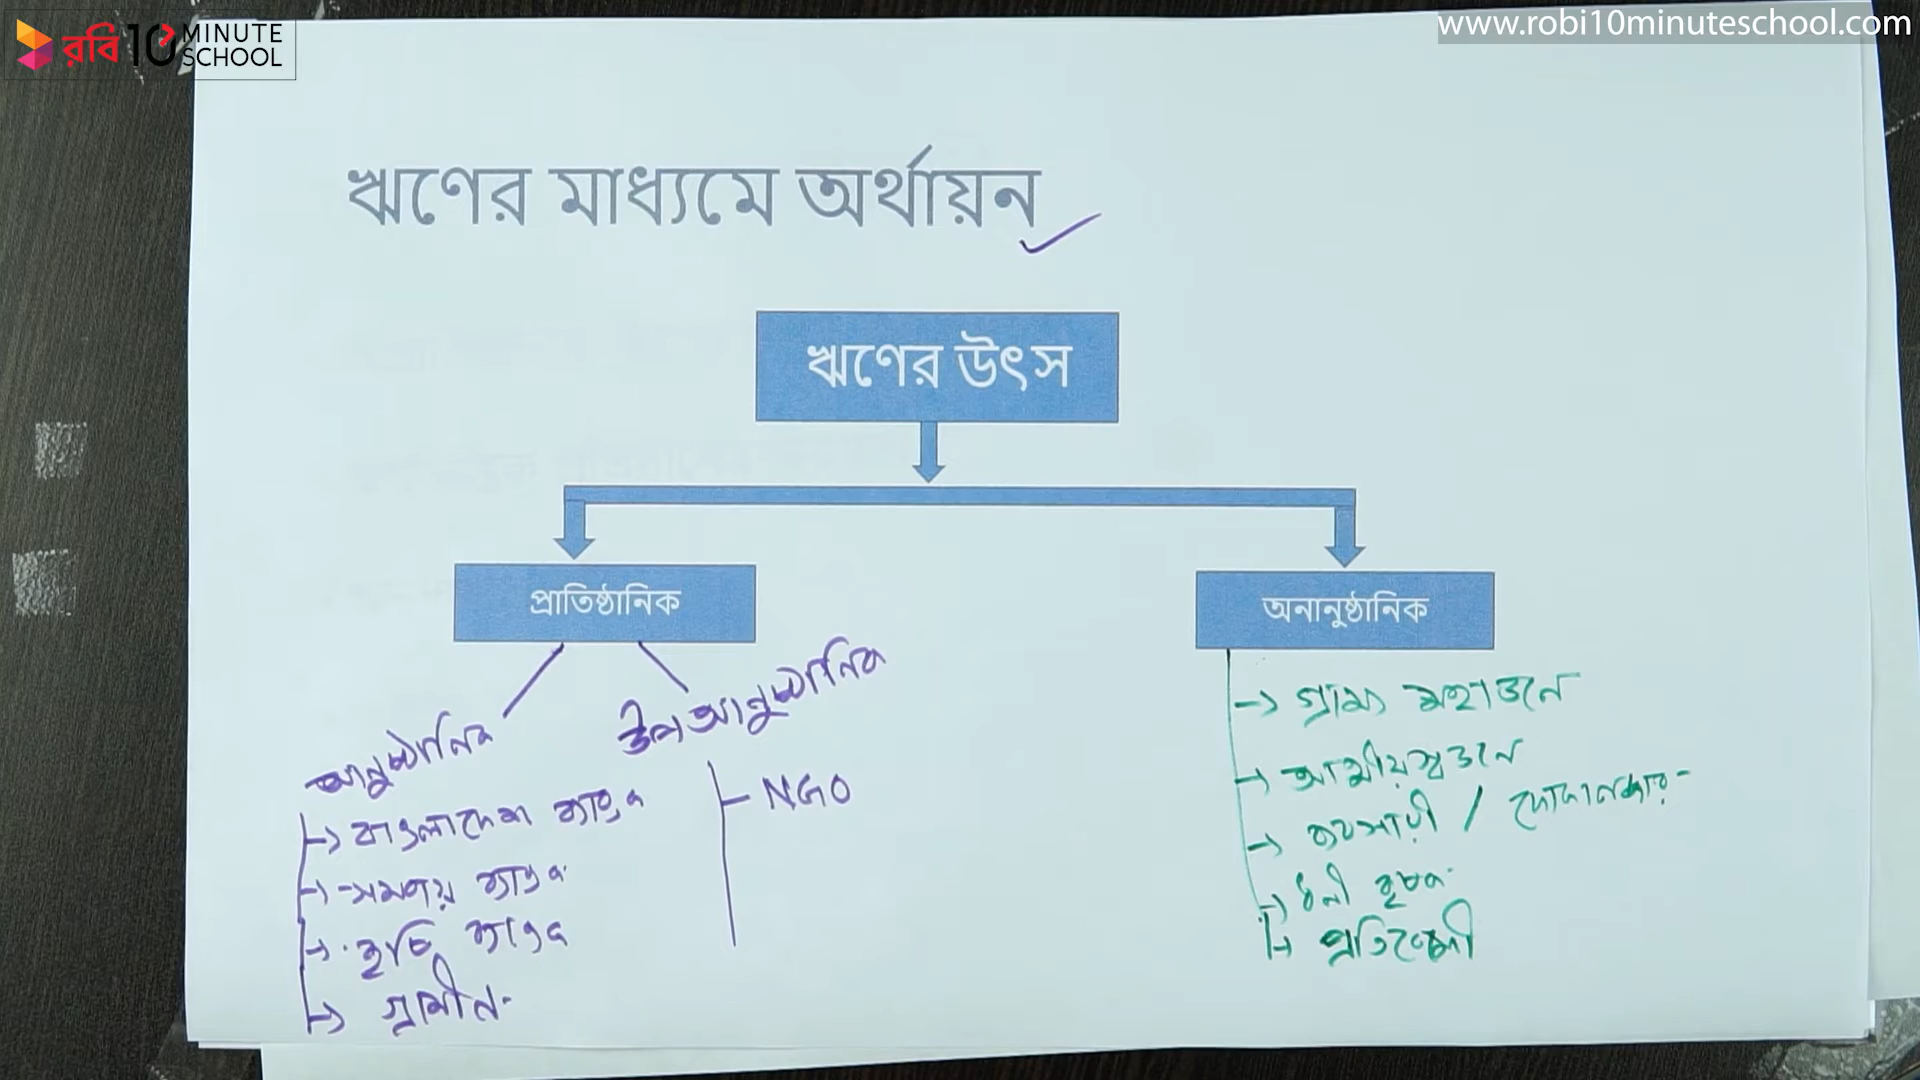 রবি 10 MINUTE SCHOOL
www.robi10minuteschool.com
ঋণের মাধ্যমে অর্থায়ন
ঋণের উৎস
প্রাতিষ্ঠানিক
অনানুষ্ঠানিক
আনুষ্ঠানিক
উপআনুষ্ঠানিক
বাংলাদেশ ব্যাংক
সমবায় ব্যাংক
কৃষি ব্যাংক
গ্রামীন
NGO
গ্রাম্য মহাজন
আত্মীয়স্বজন
ব্যবসায়ী / দোকানদার
ধনী কৃষক
প্রতিবেশী